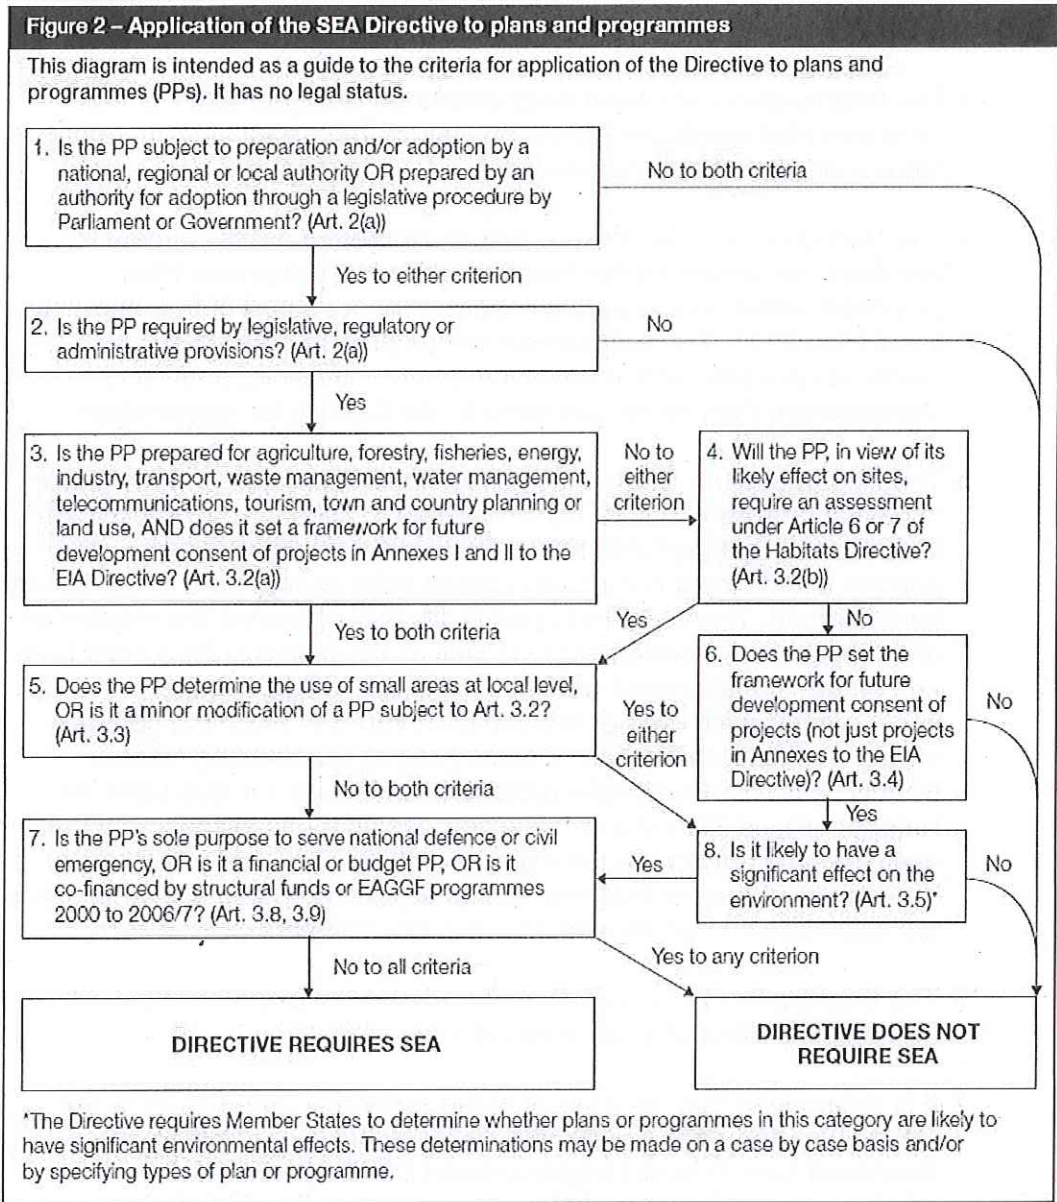 Figure 2 – Application of the SEA Directive to plans and programmes
This diagram is intended as a guide to the criteria for application of the Directive to plans and
programmes (PPs). It has no legal status.
1. Is the PP subject to preparation and/or adoption by a
national, regional or local authority OR prepared by an
authority for adoption through a legislative procedure by
Parliament or Government? (Art. 2(a))
No to both criteria
Yes to either criterion
2. Is the PP required by legislative, regulatory or
administrative provisions? (Art. 2(a))
No
Yes
3. Is the PP prepared for agriculture, forestry, fisheries, energy,
industry, transport, waste management, water management,
telecommunications, tourism, town and country planning or
land use, AND does it set a framework for future
development consent of projects in Annexes I and II to the
EIA Directive? (Art. 3.2(a))
No to
either
criterion
4. Will the PP, in view of its
likely effect on sites,
require an assessment
under Article 6 or 7 of
the Habitats Directive?
(Art. 3.2(b))
Yes to both criteria
Yes
No
5. Does the PP determine the use of small areas at local level,
OR is it a minor modification of a PP subject to Art. 3.2?
(Art. 3.3)
Yes to
either
criterion
6. Does the PP set the
framework for future
development consent of
projects (not just projects
in Annexes to the EIA
Directive)? (Art. 3.4)
No
No to both criteria
Yes
7. Is the PP's sole purpose to serve national defence or civil
emergency, OR is it a financial or budget PP, OR is it
co-financed by structural funds or EAGGF programmes
2000 to 2006/7? (Art. 3.8, 3.9)
Yes
8. Is it likely to have a
significant effect on the
environment? (Art. 3.5)*
No
No to all criteria
Yes to any criterion
DIRECTIVE REQUIRES SEA
DIRECTIVE DOES NOT
REQUIRE SEA
*The Directive requires Member States to determine whether plans or programmes in this category are likely to
have significant environmental effects. These determinations may be made on a case by case basis and/or
by specifying types of plan or programme.